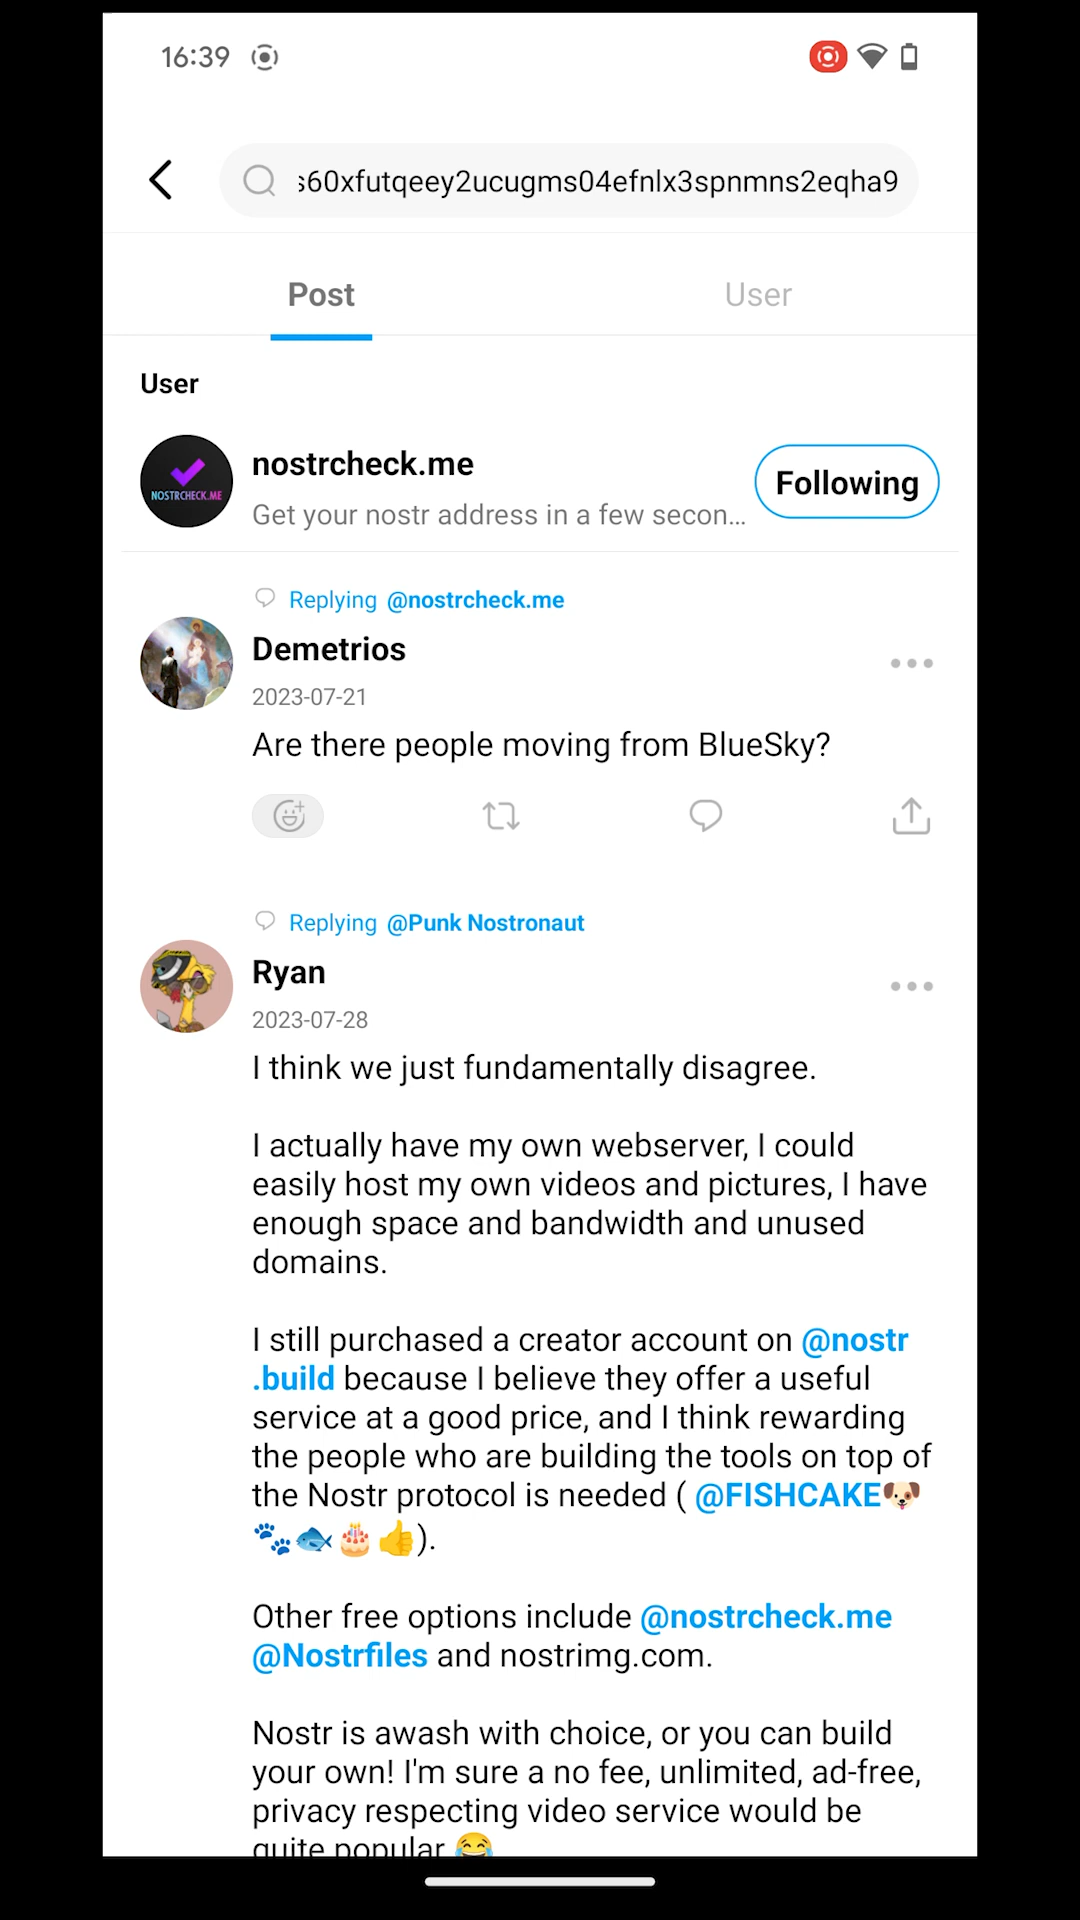 16:39
s60xfutqeey2ucugms04efnlx3spnmns2eqha9
Post
User
User
NOSTRCHECK.ME
nostrcheck.me
Get your nostr address in a few secon...
Following
Replying @nostrcheck.me
Demetrios
2023-07-21
Are there people moving from BlueSky?
Replying @Punk Nostronaut
Ryan
2023-07-28
I think we just fundamentally disagree.
I actually have my own webserver, I could
easily host my own videos and pictures, I have
enough space and bandwidth and unused
domains.
I still purchased a creator account on @nostr
.build because I believe they offer a useful
service at a good price, and I think rewarding
the people who are building the tools on top of
the Nostr protocol is needed ( @FISHCAKE🐶
🐾🐟🎂👍).
Other free options include @nostrcheck.me
@Nostrfiles and nostrimg.com.
Nostr is awash with choice, or you can build
your own! I'm sure a no fee, unlimited, ad-free,
privacy respecting video service would be
quite popular 😂